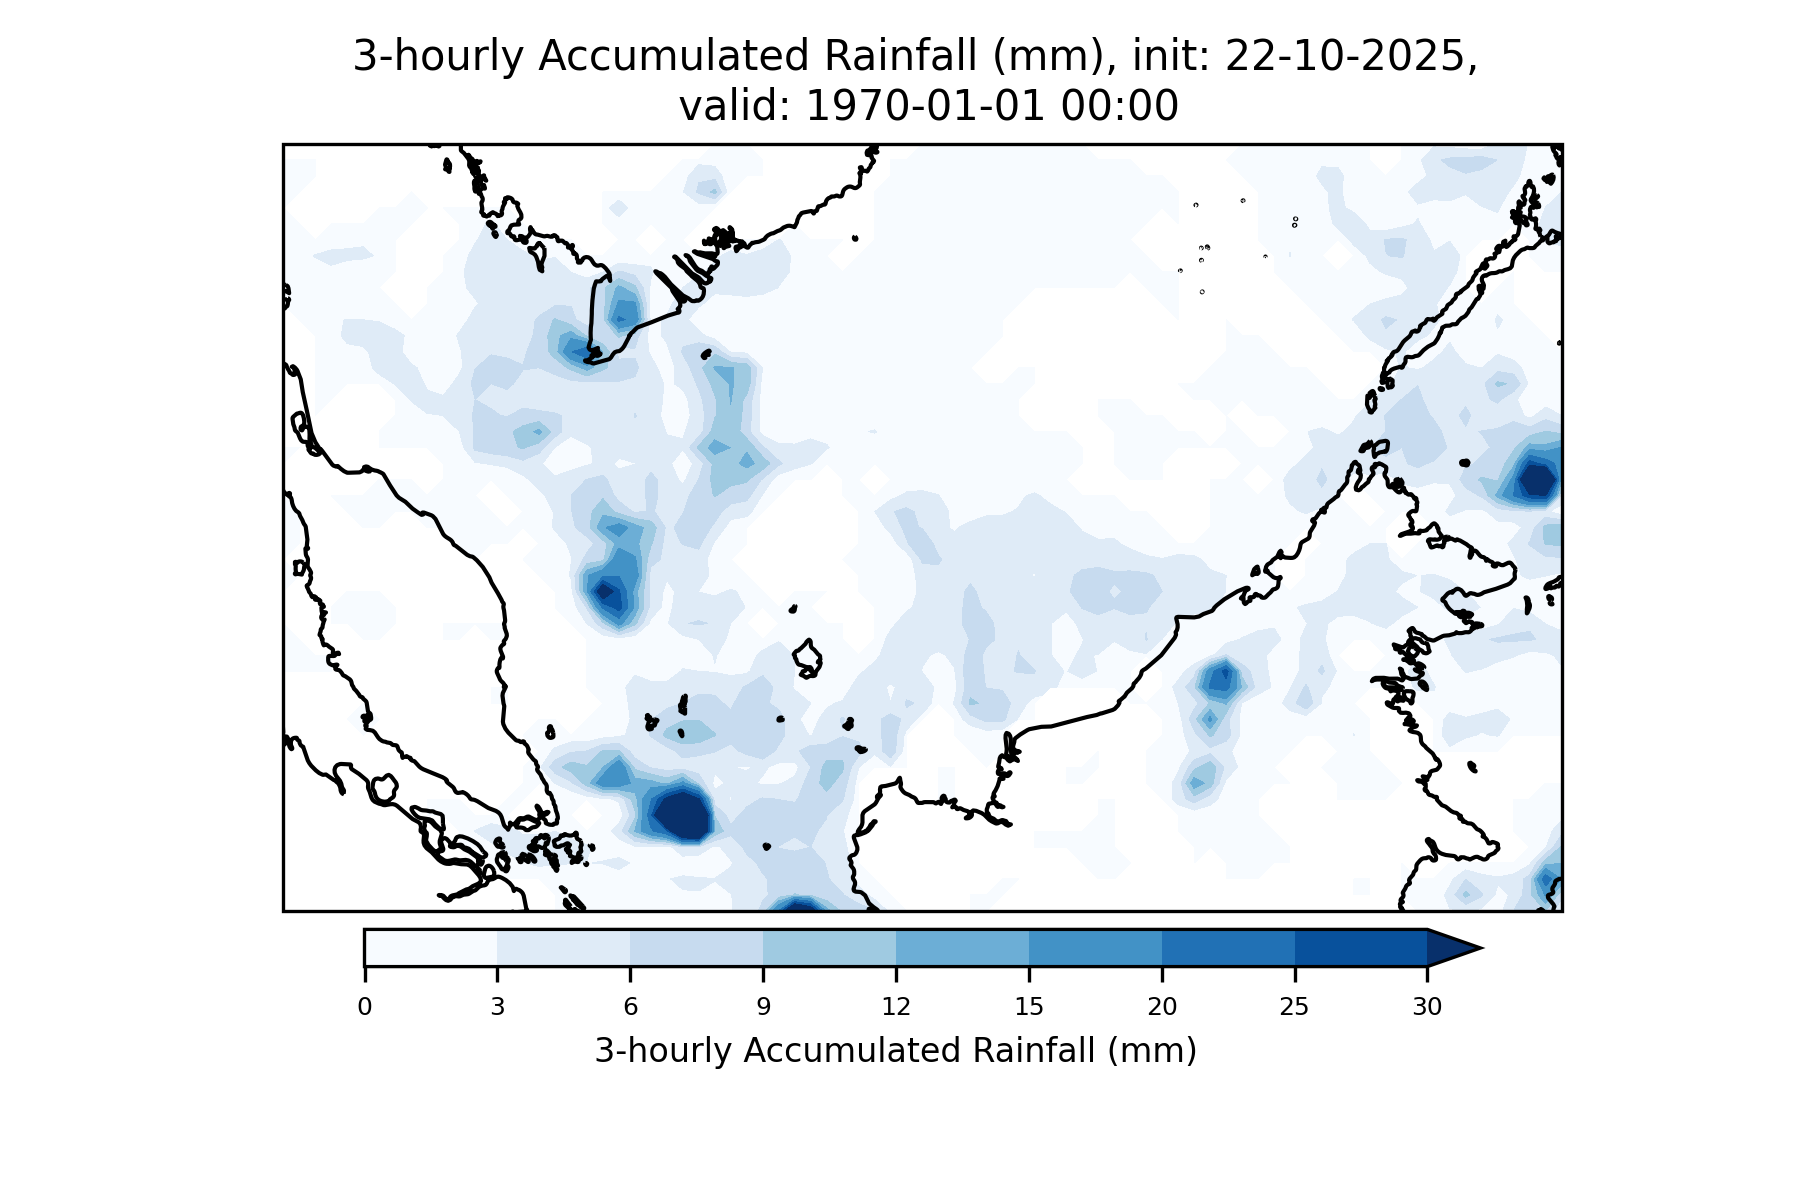 3-hourly Accumulated Rainfall (mm), init: 22-10-2025,
valid: 1970-01-01 00:00
0 3 6 9 12 15 20 25 30
3-hourly Accumulated Rainfall (mm)